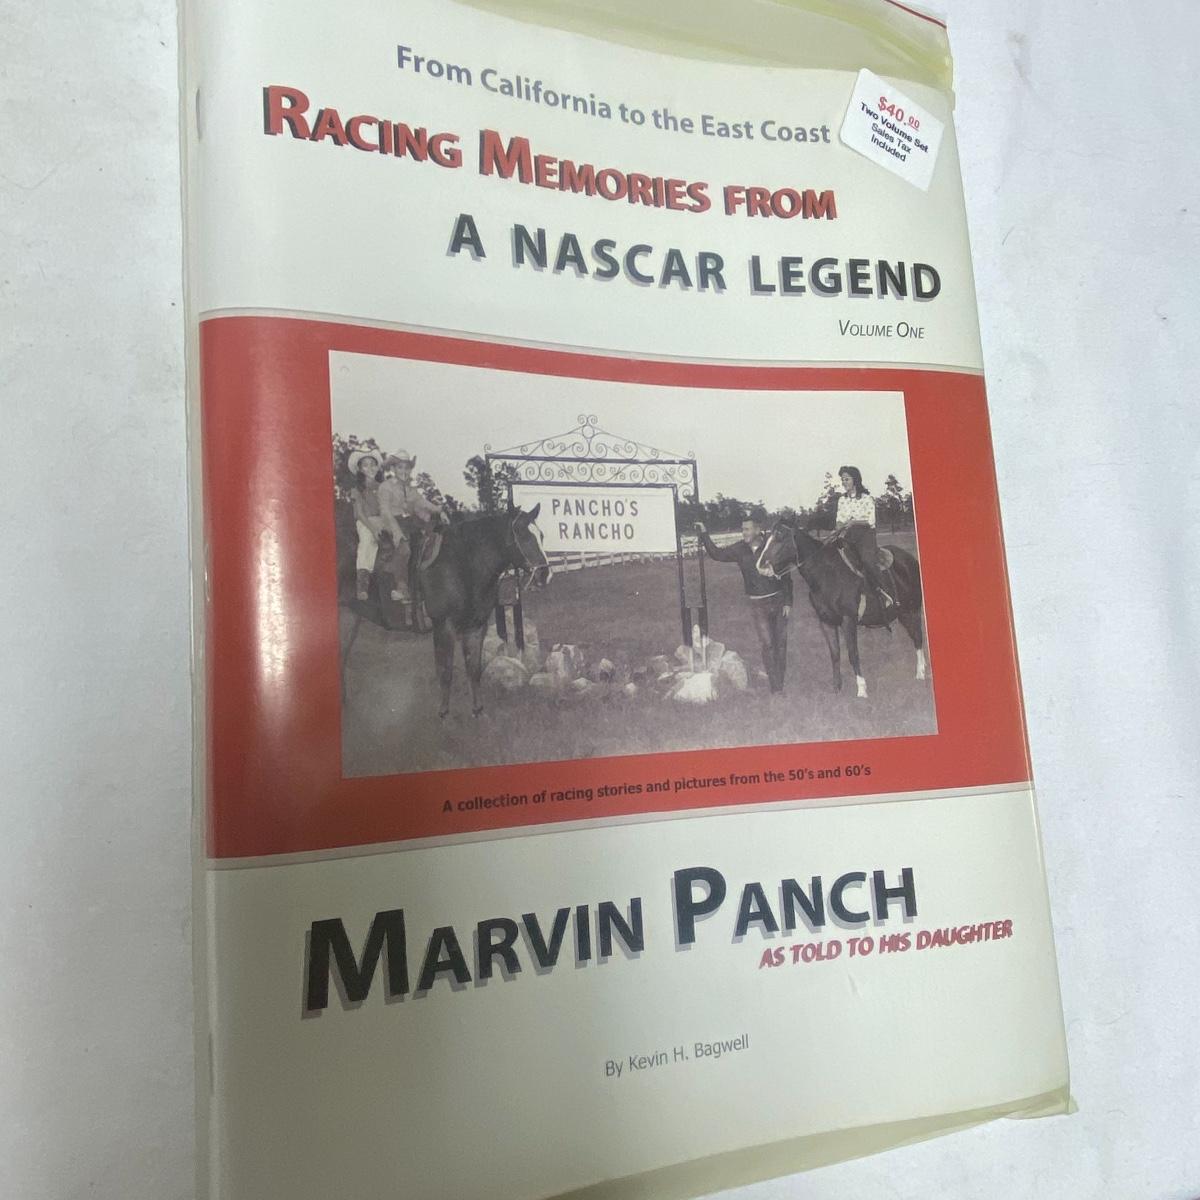 From California to the East Coast
$40.00
Two Volume Set
Sales Tax
Included
RACING MEMORIES FROM
A NASCAR LEGEND
VOLUME ONE
PANCHO'S
RANCHO
A collection of racing stories and pictures from the 50's and 60's
MARVIN PANCH
AS TOLD TO HIS DAUGHTER
By Kevin H. Bagwell